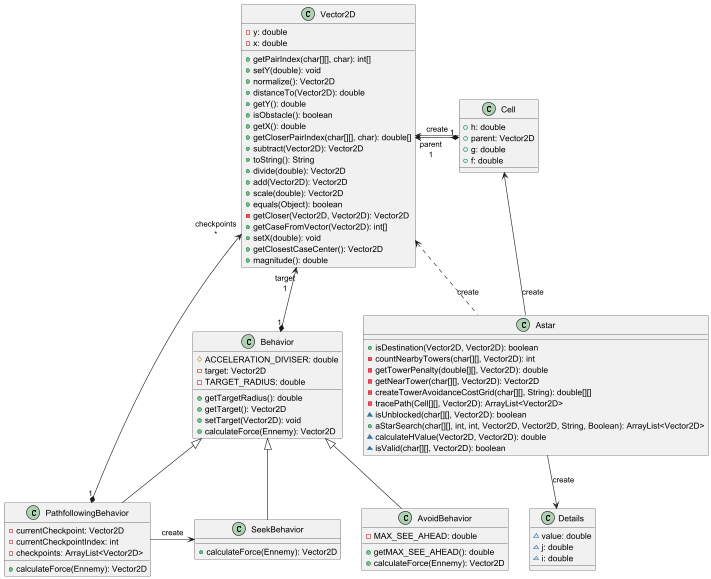 C Vector2D
y: double
x: double
getPairIndex(char[][], char): int[]
setY(double): void
normalize(): Vector2D
distanceTo(Vector2D): double
getY(): double
isObstacle(): boolean
getX(): double
getCloserPairIndex(char[][], char): double[]
subtract(Vector2D): Vector2D
toString(): String
divide(double): Vector2D
add(Vector2D): Vector2D
scale(double): Vector2D
equals(Object): boolean
getCloser(Vector2D, Vector2D): Vector2D
getCaseFromVector(Vector2D): int[]
setX(double): void
getClosestCaseCenter(): Vector2D
magnitude(): double
C Cell
h: double
parent: Vector2D
g: double
f: double
create 1
parent
1
checkpoints
*
target
1
create
create
1
C Behavior
ACCELERATION_DIVISER: double
target: Vector2D
TARGET_RADIUS: double
getTargetRadius(): double
getTarget(): Vector2D
setTarget(Vector2D): void
calculateForce(Ennemy): Vector2D
C Astar
isDestination(Vector2D, Vector2D): boolean
countNearbyTowers(char[][], Vector2D): int
getTowerPenalty(double[][], Vector2D): double
getNearTower(char[][], Vector2D): Vector2D
createTowerAvoidanceCostGrid(char[][], String): double[][]
tracePath(Cell[][], Vector2D): ArrayList<Vector2D>
isUnblocked(char[][], Vector2D): boolean
aStarSearch(char[][], int, int, Vector2D, Vector2D, String, Boolean): ArrayList<Vector2D>
calculateHValue(Vector2D, Vector2D): double
isValid(char[][], Vector2D): boolean
create
1
C PathfollowingBehavior
currentCheckpoint: Vector2D
currentCheckpointIndex: int
checkpoints: ArrayList<Vector2D>
calculateForce(Ennemy): Vector2D
create
C SeekBehavior
calculateForce(Ennemy): Vector2D
C AvoidBehavior
MAX_SEE_AHEAD: double
getMAX_SEE_AHEAD(): double
calculateForce(Ennemy): Vector2D
C Details
value: double
j: double
i: double